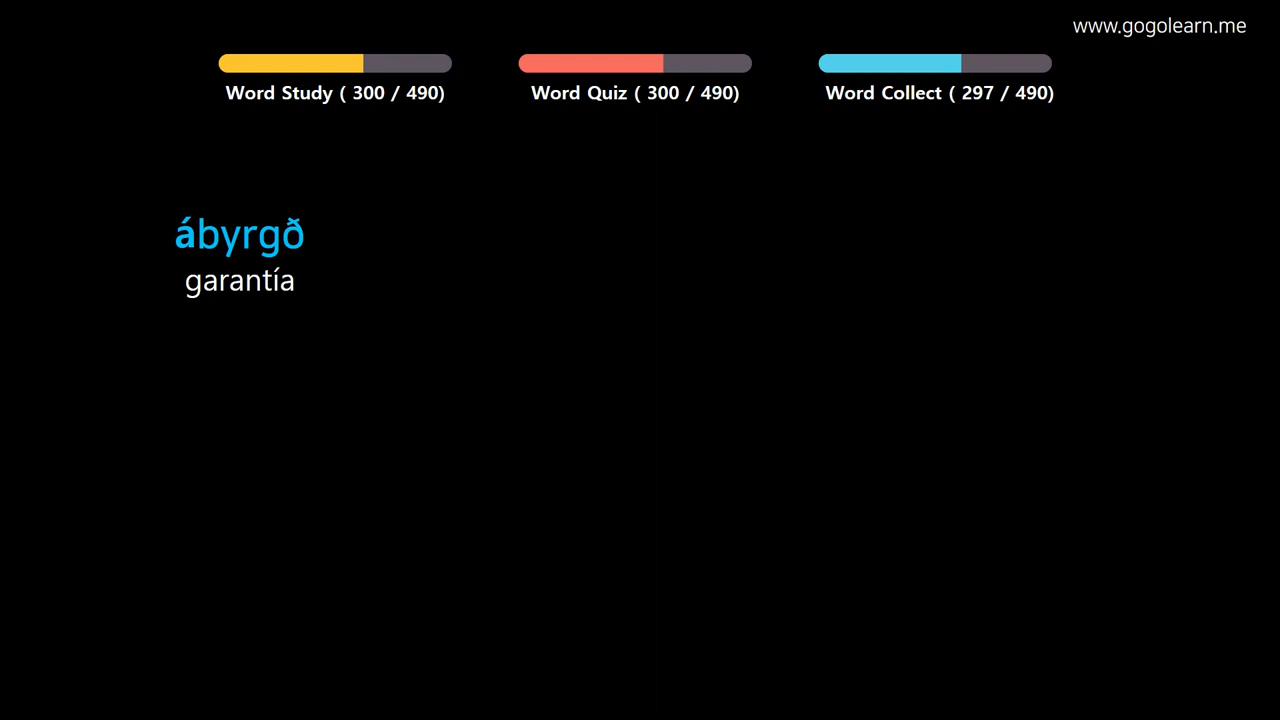 www.gogolearn.me
Word Study ( 300 / 490)
Word Quiz ( 300 / 490)
Word Collect ( 297 / 490)
ábyrgð
garantía